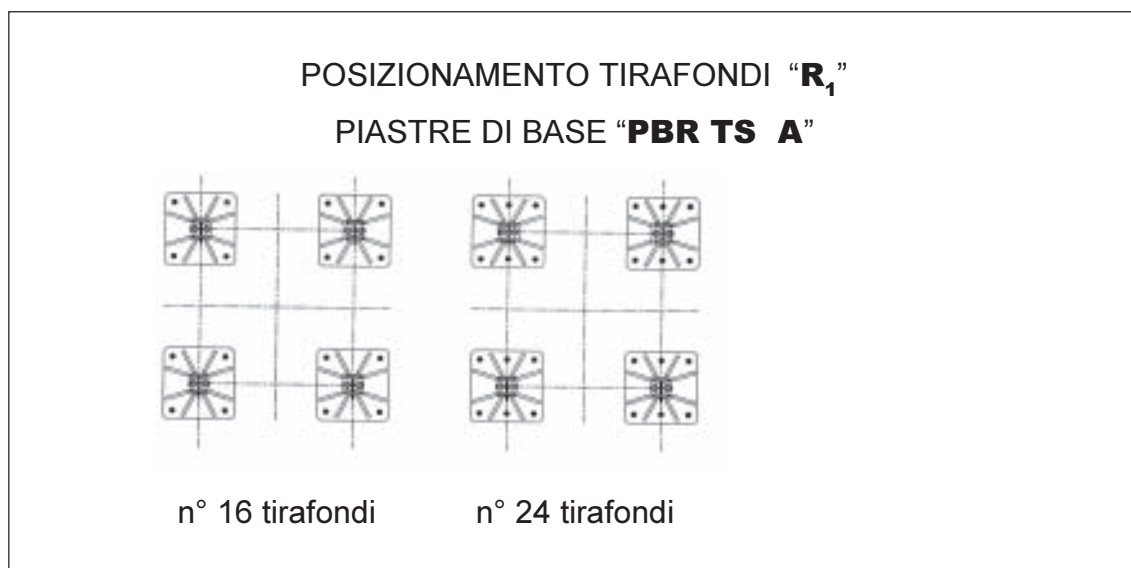 POSIZIONAMENTO TIRAFONDI “R₁”
PIASTRE DI BASE “PBR TS A”
n° 16 tirafondi n° 24 tirafondi